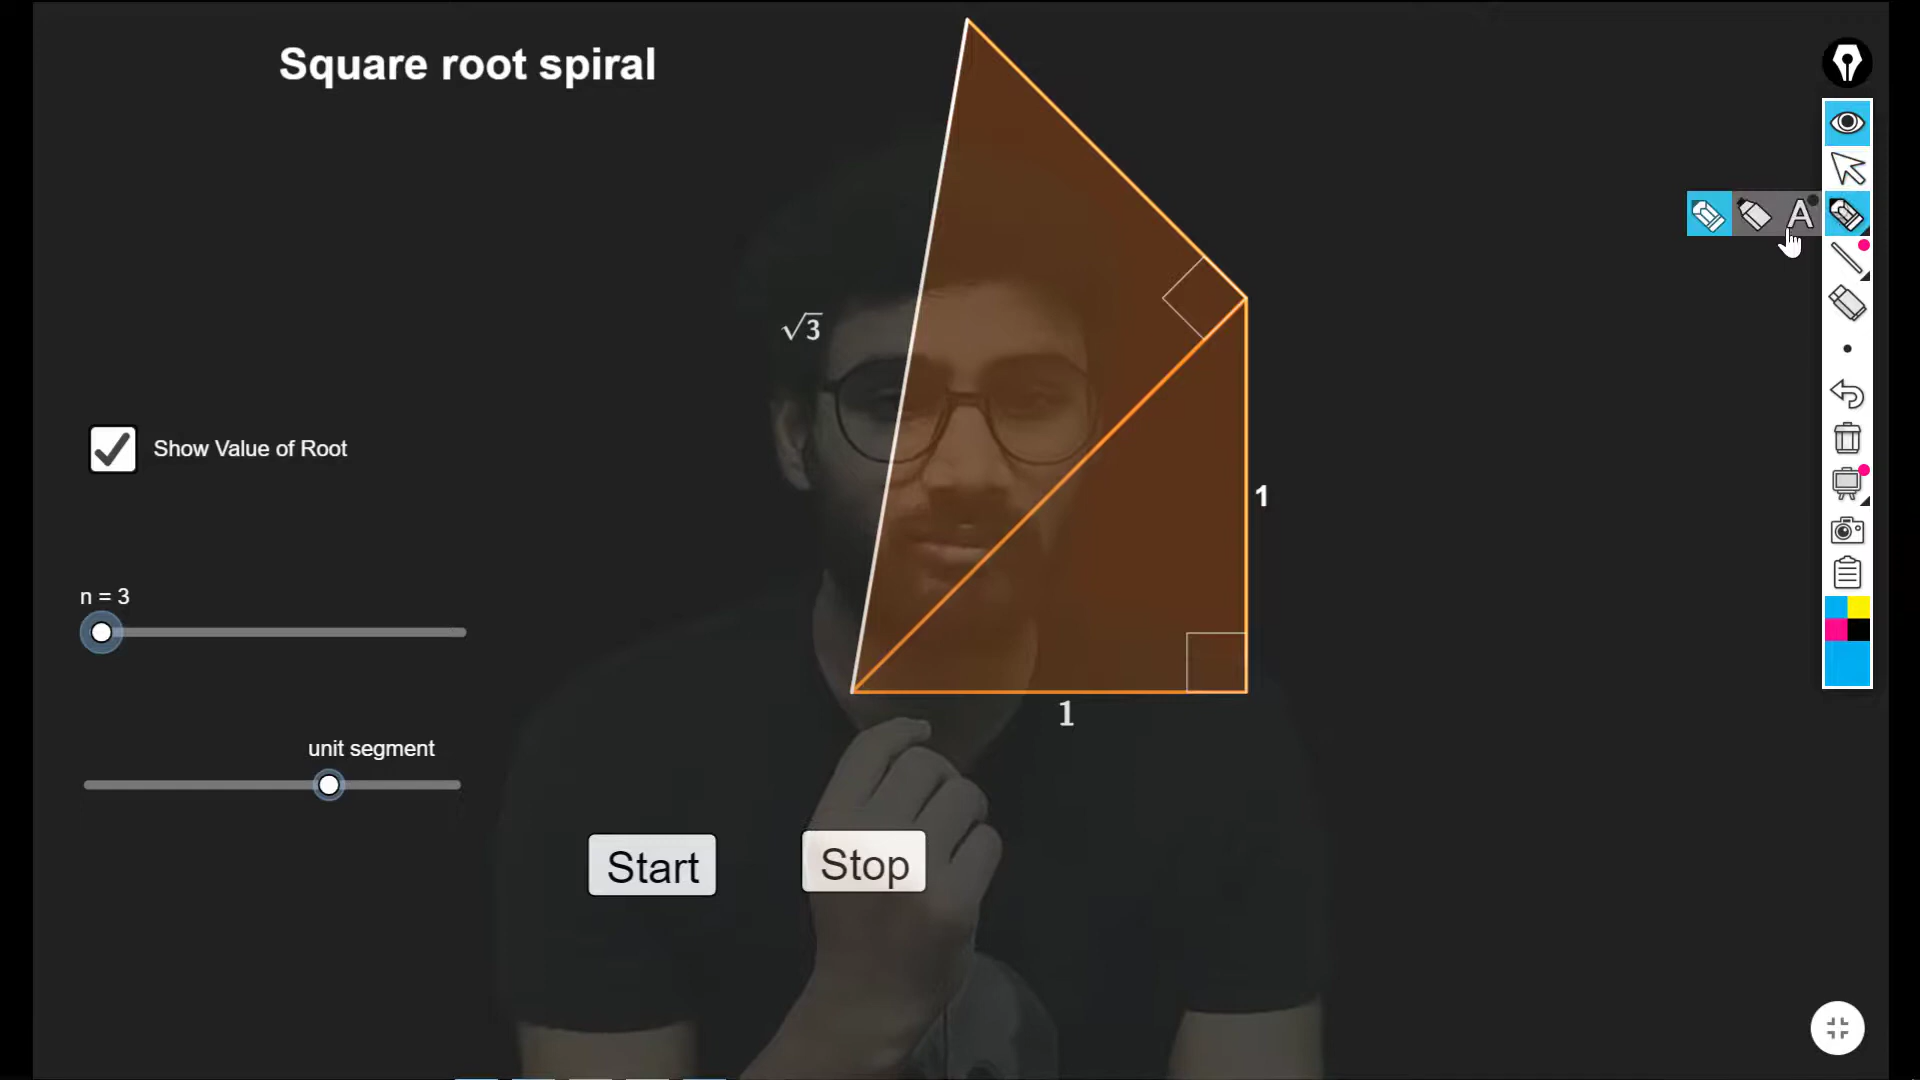 Square root spiral
A
√3
Show Value of Root
1
n = 3
1
unit segment
Start
Stop